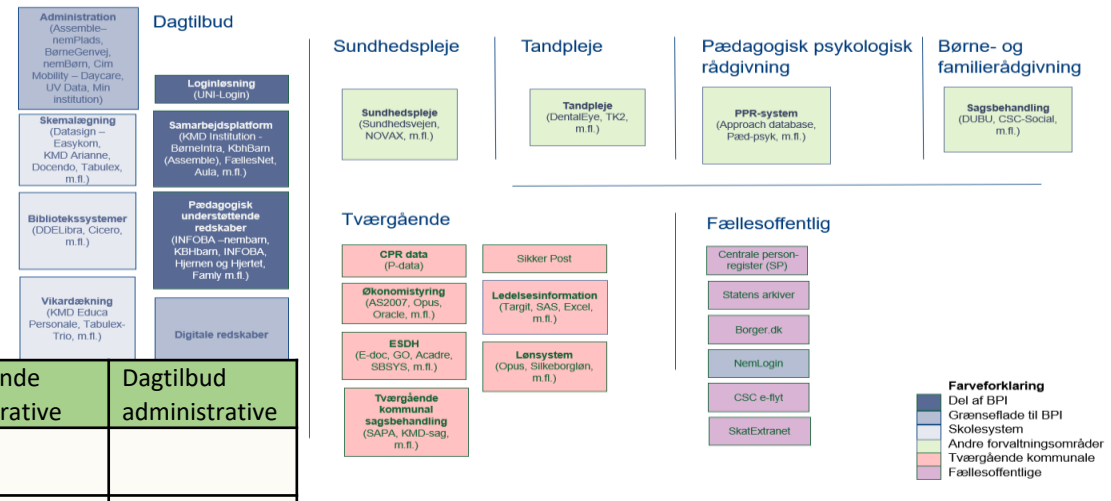 Dagtilbud
Administration
(Assemble–
nemPlads,
BørneGenvej,
nemBørn, Cim
Mobility – Daycare,
UV Data, Min
institution)
Skemalægning
(Datasign –
Easykom,
KMD Arianne,
Docendo, Tabulex,
m.fl.)
Bibliotekssystemer
(DDELibra, Cicero,
m.fl.)
Vikardækning
(KMD Educa
Personale, Tabulex-
Trio, m.fl.)
Loginløsning
(UNI-Login)
Samarbejdsplatform
(KMD Institution -
BørneIntra, KbhBarn
(Assemble), FællesNet,
Aula, m.fl.)
Pædagogisk
understøttende
redskaber
(INFOBA –nembarn,
KBHbarn, INFOBA,
Hjernen og Hjertet,
Famly m.fl.)
Digitale redskaber
Sundhedspleje
Sundhedspleje
(Sundhedsvejen,
NOVAX, m.fl.)
Tandpleje
Tandpleje
(DentalEye, TK2,
m.fl.)
Pædagogisk psykologisk
rådgivning
PPR-system
(Approach database,
Pæd-psyk, m.fl.)
Børne- og
familierådgivning
Sagsbehandling
(DUBU, CSC-Social,
m.fl.)
Tværgående
CPR data
(P-data)
Økonomistyring
(AS2007, Opus,
Oracle, m.fl.)
ESDH
(E-doc, GO, Acadre,
SBSYS, m.fl.)
Tværgående
kommunal
sagsbehandling
(SAPA, KMD-sag,
m.fl.)
Sikker Post
Ledelsesinformation
(Targit, SAS, Excel,
m.fl.)
Lønsystem
(Opus, Silkeborgløn,
m.fl.)
Fællesoffentlig
Centrale person-
register (SP)
Statens arkiver
Borger.dk
NemLogin
CSC e-flyt
SkatExtranet
Farveforklaring
Del af BPI
Grænseflade til BPI
Skolesystem
Andre forvaltningsområder
Tværgående kommunale
Fællesoffentlige
nde
rative
Dagtilbud
administrative